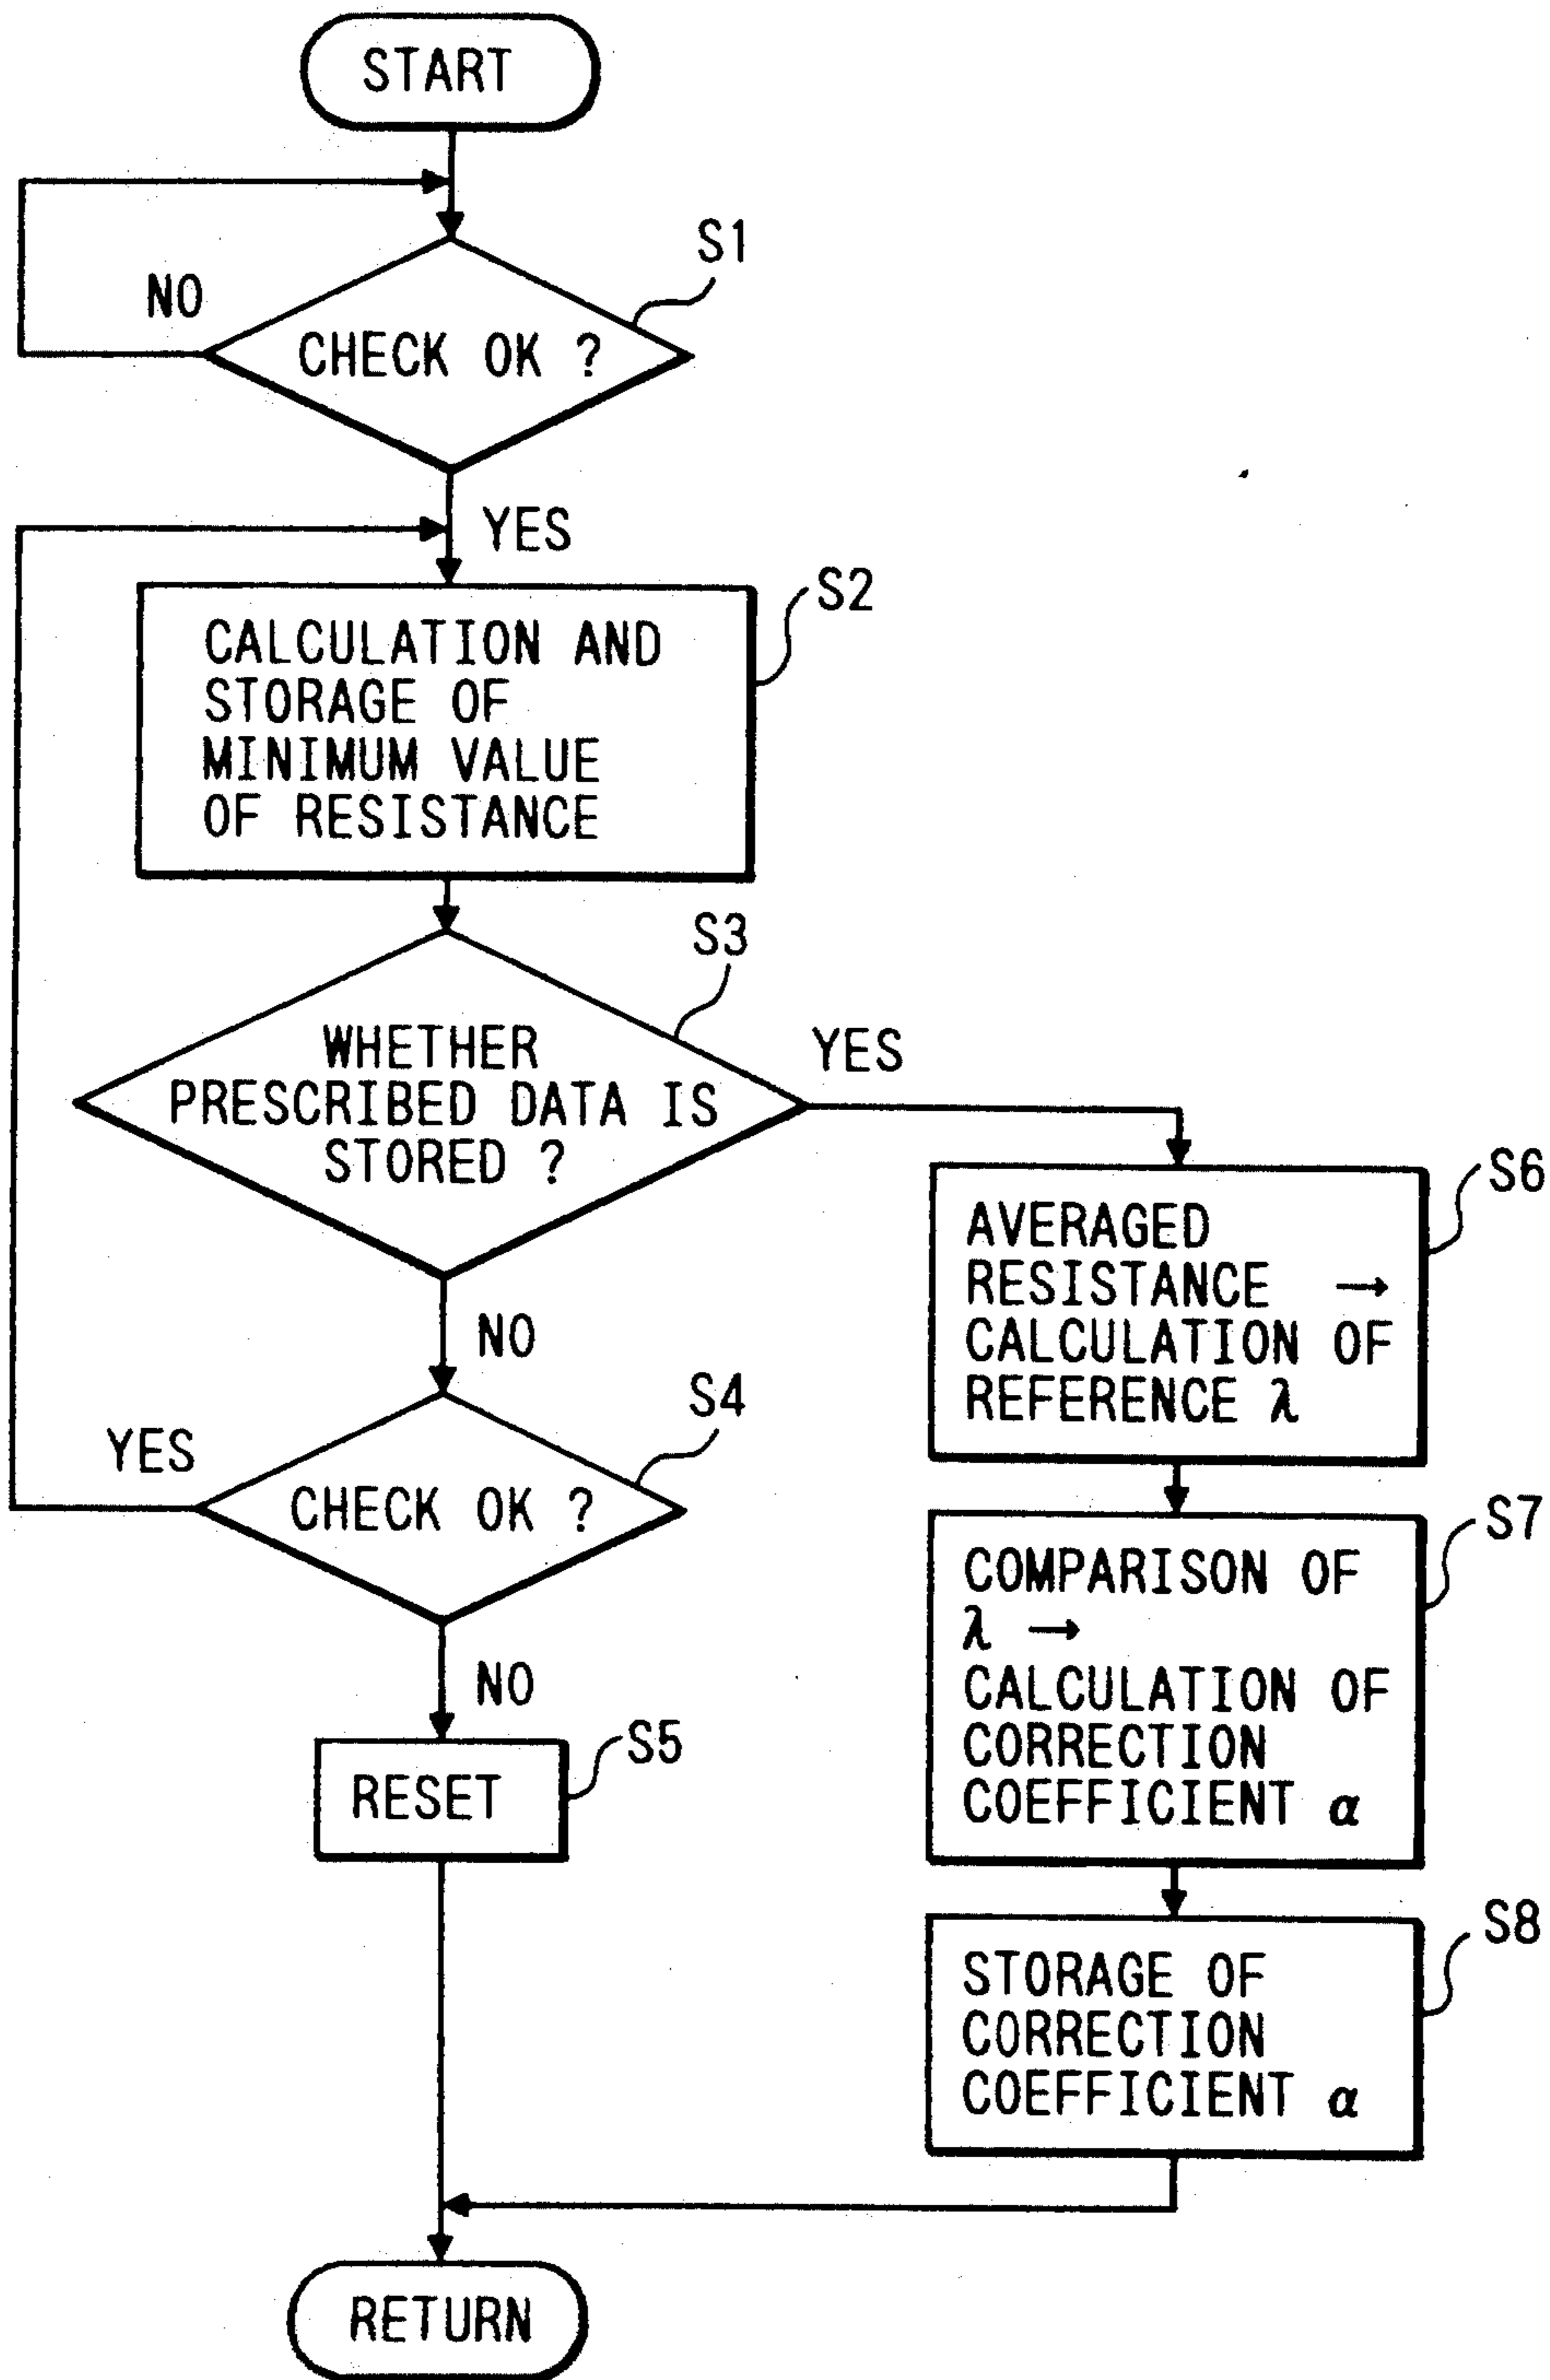 START
S1
NO
CHECK OK ?
YES
S2
CALCULATION AND
STORAGE OF
MINIMUM VALUE
OF RESISTANCE
S3
WHETHER
PRESCRIBED DATA IS
STORED ?
YES
NO
S4
YES
CHECK OK ?
NO
S5
RESET
S6
AVERAGED
RESISTANCE →
CALCULATION OF
REFERENCE λ
S7
COMPARISON OF
λ →
CALCULATION OF
CORRECTION
COEFFICIENT α
S8
STORAGE OF
CORRECTION
COEFFICIENT α
RETURN